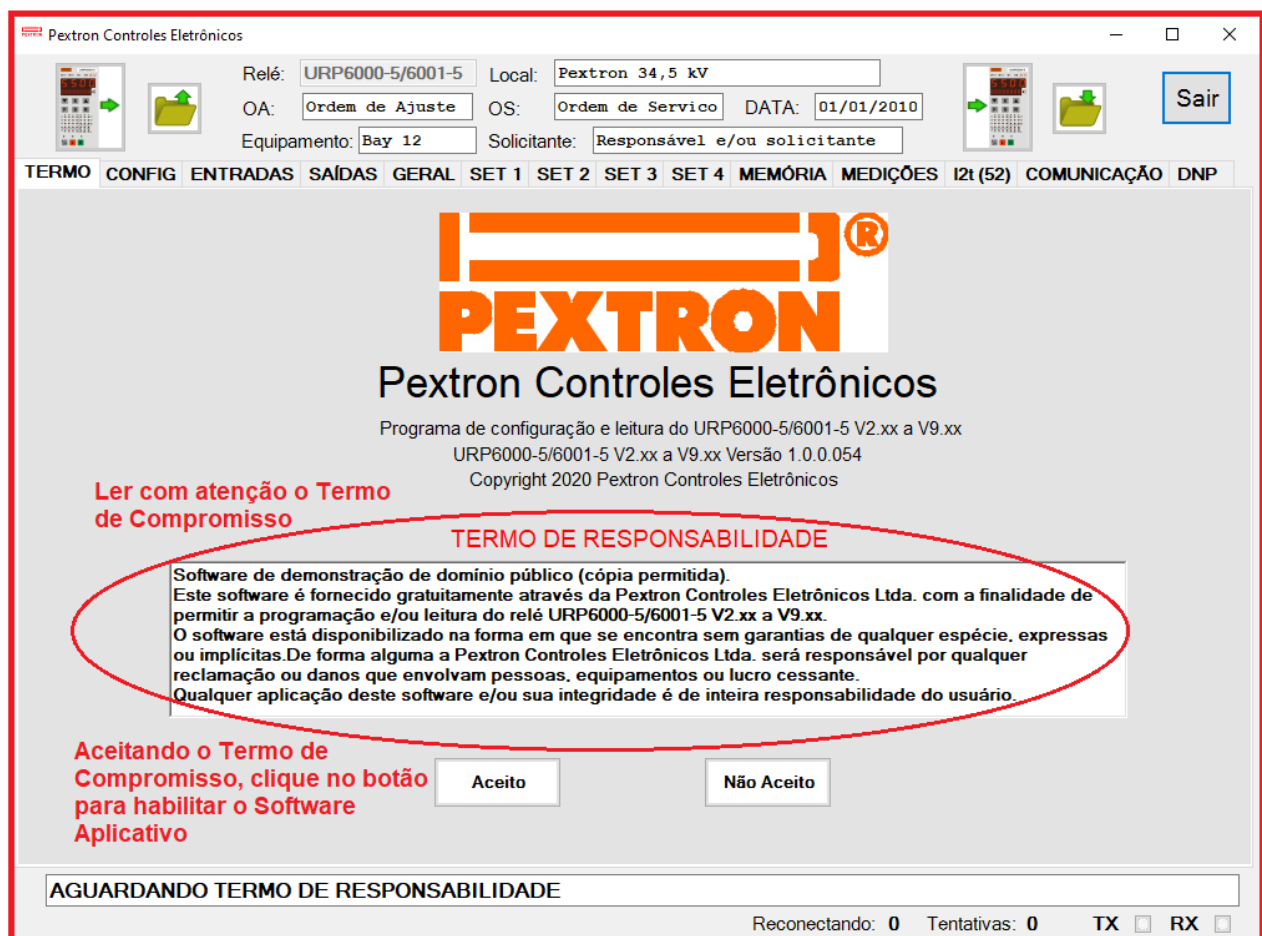 Pextron Controles Eletrônicos
Relé: URP6000-5/6001-5 Local: Pextron 34,5 kV
OA: Ordem de Ajuste OS: Ordem de Servico DATA: 01/01/2010
Equipamento: Bay 12 Solicitante: Responsável e/ou solicitante
Sair
TERMO CONFIG ENTRADAS SAÍDAS GERAL SET 1 SET 2 SET 3 SET 4 MEMÓRIA MEDIÇÕES I2t (52) COMUNICAÇÃO DNP
PEXTRON®
Pextron Controles Eletrônicos
Programa de configuração e leitura do URP6000-5/6001-5 V2.xx a V9.xx
URP6000-5/6001-5 V2.xx a V9.xx Versão 1.0.0.054
Copyright 2020 Pextron Controles Eletrônicos
Ler com atenção o Termo
de Compromisso
TERMO DE RESPONSABILIDADE
Software de demonstração de domínio público (cópia permitida).
Este software é fornecido gratuitamente através da Pextron Controles Eletrônicos Ltda. com a finalidade de
permitir a programação e/ou leitura do relé URP6000-5/6001-5 V2.xx a V9.xx.
O software está disponibilizado na forma em que se encontra sem garantias de qualquer espécie, expressas
ou implícitas.De forma alguma a Pextron Controles Eletrônicos Ltda. será responsável por qualquer
reclamação ou danos que envolvam pessoas, equipamentos ou lucro cessante.
Qualquer aplicação deste software e/ou sua integridade é de inteira responsabilidade do usuário.
Aceitando o Termo de
Compromisso, clique no botão
para habilitar o Software
Aplicativo
Aceito
Não Aceito
AGUARDANDO TERMO DE RESPONSABILIDADE
Reconectando: 0 Tentativas: 0 TX RX